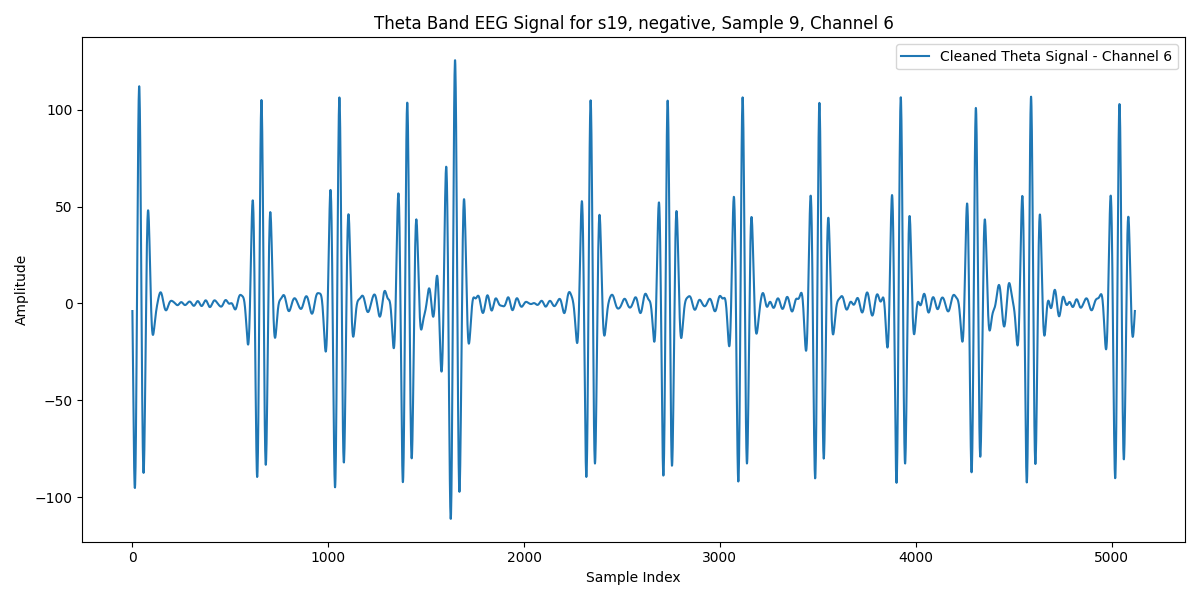 Theta Band EEG Signal for s19, negative, Sample 9, Channel 6
Cleaned Theta Signal - Channel 6
Amplitude
100
50
0
−50
−100
0 1000 2000 3000 4000 5000
Sample Index